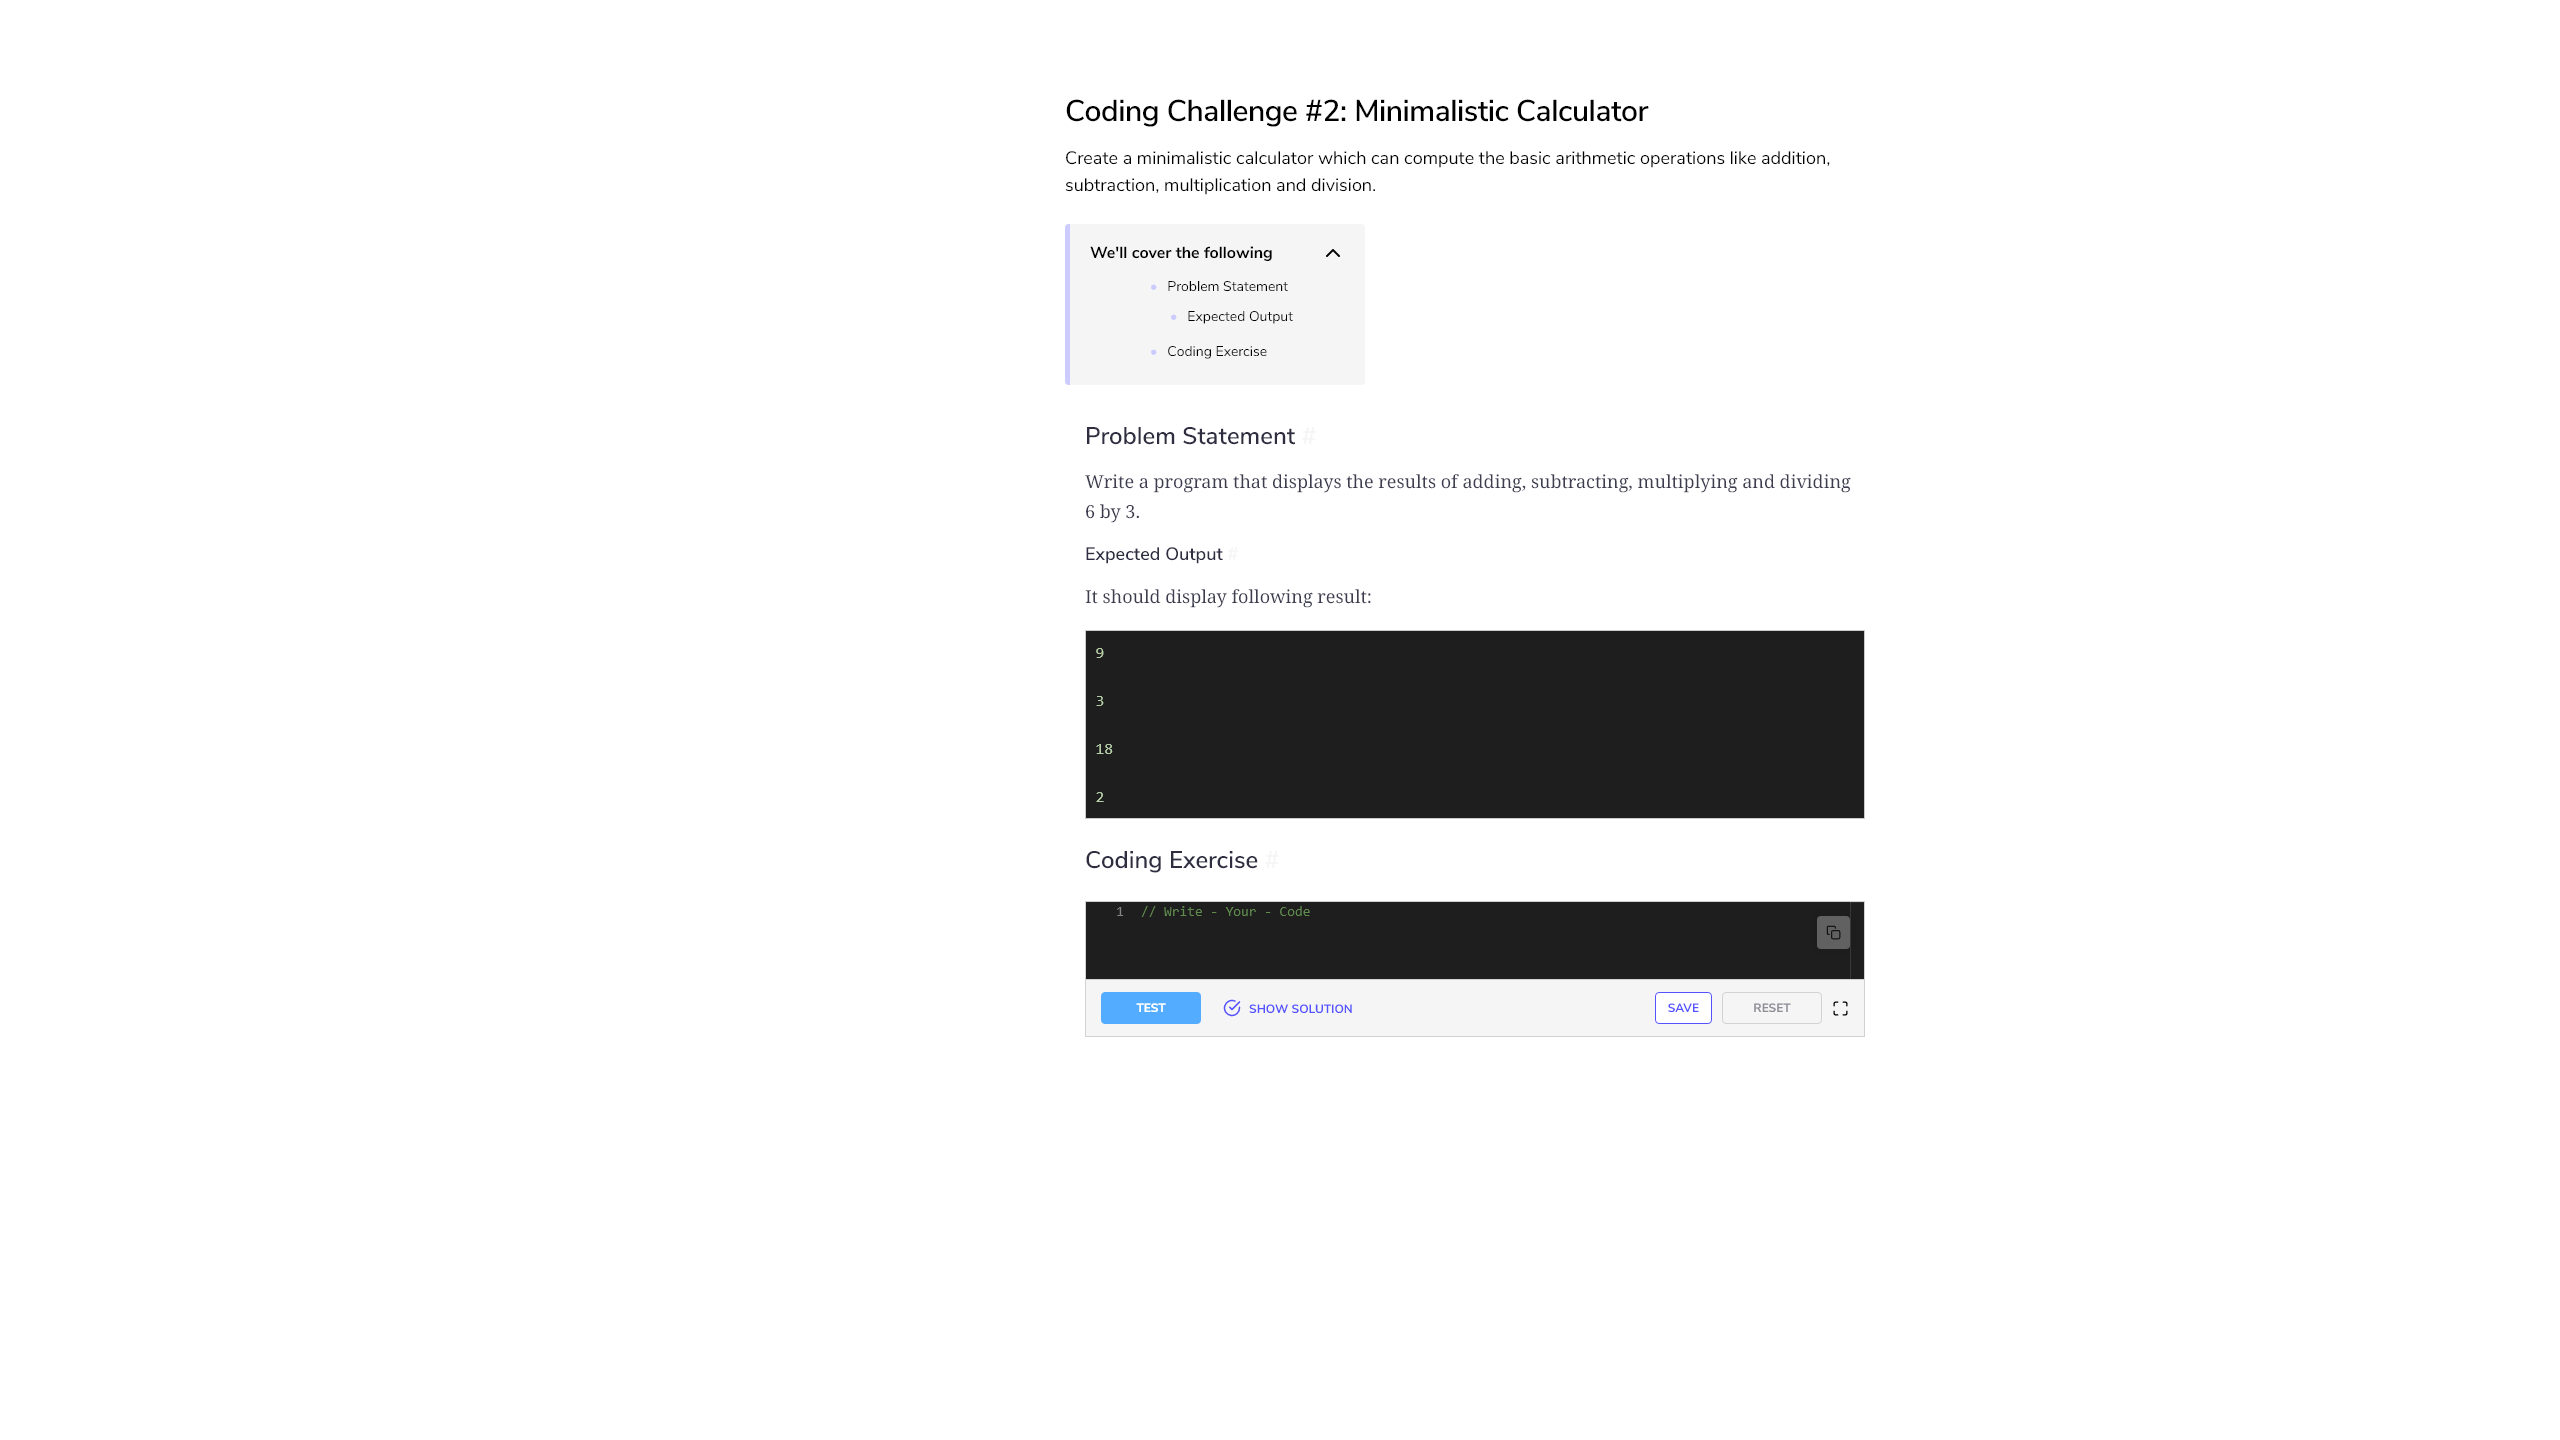 Coding Challenge #2: Minimalistic Calculator
Create a minimalistic calculator which can compute the basic arithmetic operations like addition,
subtraction, multiplication and division.
We'll cover the following
Problem Statement
Expected Output
Coding Exercise
Problem Statement #
Write a program that displays the results of adding, subtracting, multiplying and dividing
6 by 3.
Expected Output #
It should display following result:
9
3
18
2
Coding Exercise #
1 // Write - Your - Code
TEST SHOW SOLUTION SAVE RESET